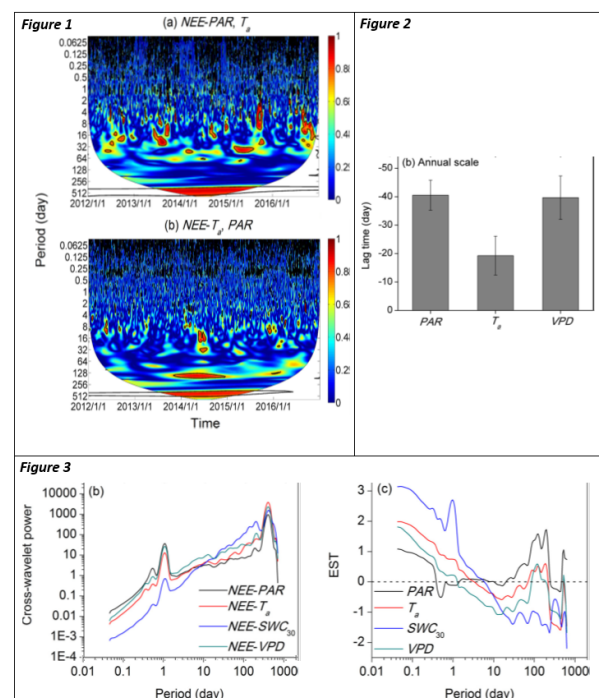 Figure 1
(a) NEE-PAR, Ta
0.0625
0.125
0.25
0.5
1
2
4
8
16
32
64
128
256
512
2012/1/1 2013/1/1 2014/1/1 2015/1/1 2016/1/1
1
0.8
0.6
0.4
0.2
0
Period (day)
(b) NEE-Ta, PAR
0.0625
0.125
0.25
0.5
1
2
4
8
16
32
64
128
256
512
2012/1/1 2013/1/1 2014/1/1 2015/1/1 2016/1/1
1
0.8
0.6
0.4
0.2
0
Time
Figure 2
(b) Annual scale
-50
-40
-30
-20
-10
0
Lag time (day)
PAR Ta VPD
Figure 3
(b)
Cross-wavelet power
10000
1000
100
10
1
0.1
0.01
1E-3
1E-4
NEE-PAR
NEE-Ta
NEE-SWC30
NEE-VPD
0.01 0.1 1 10 100 1000
Period (day)
(c)
EST
3
2
1
0
-1
-2
PAR
Ta
SWC30
VPD
0.01 0.1 1 10 100 1000
Period (day)